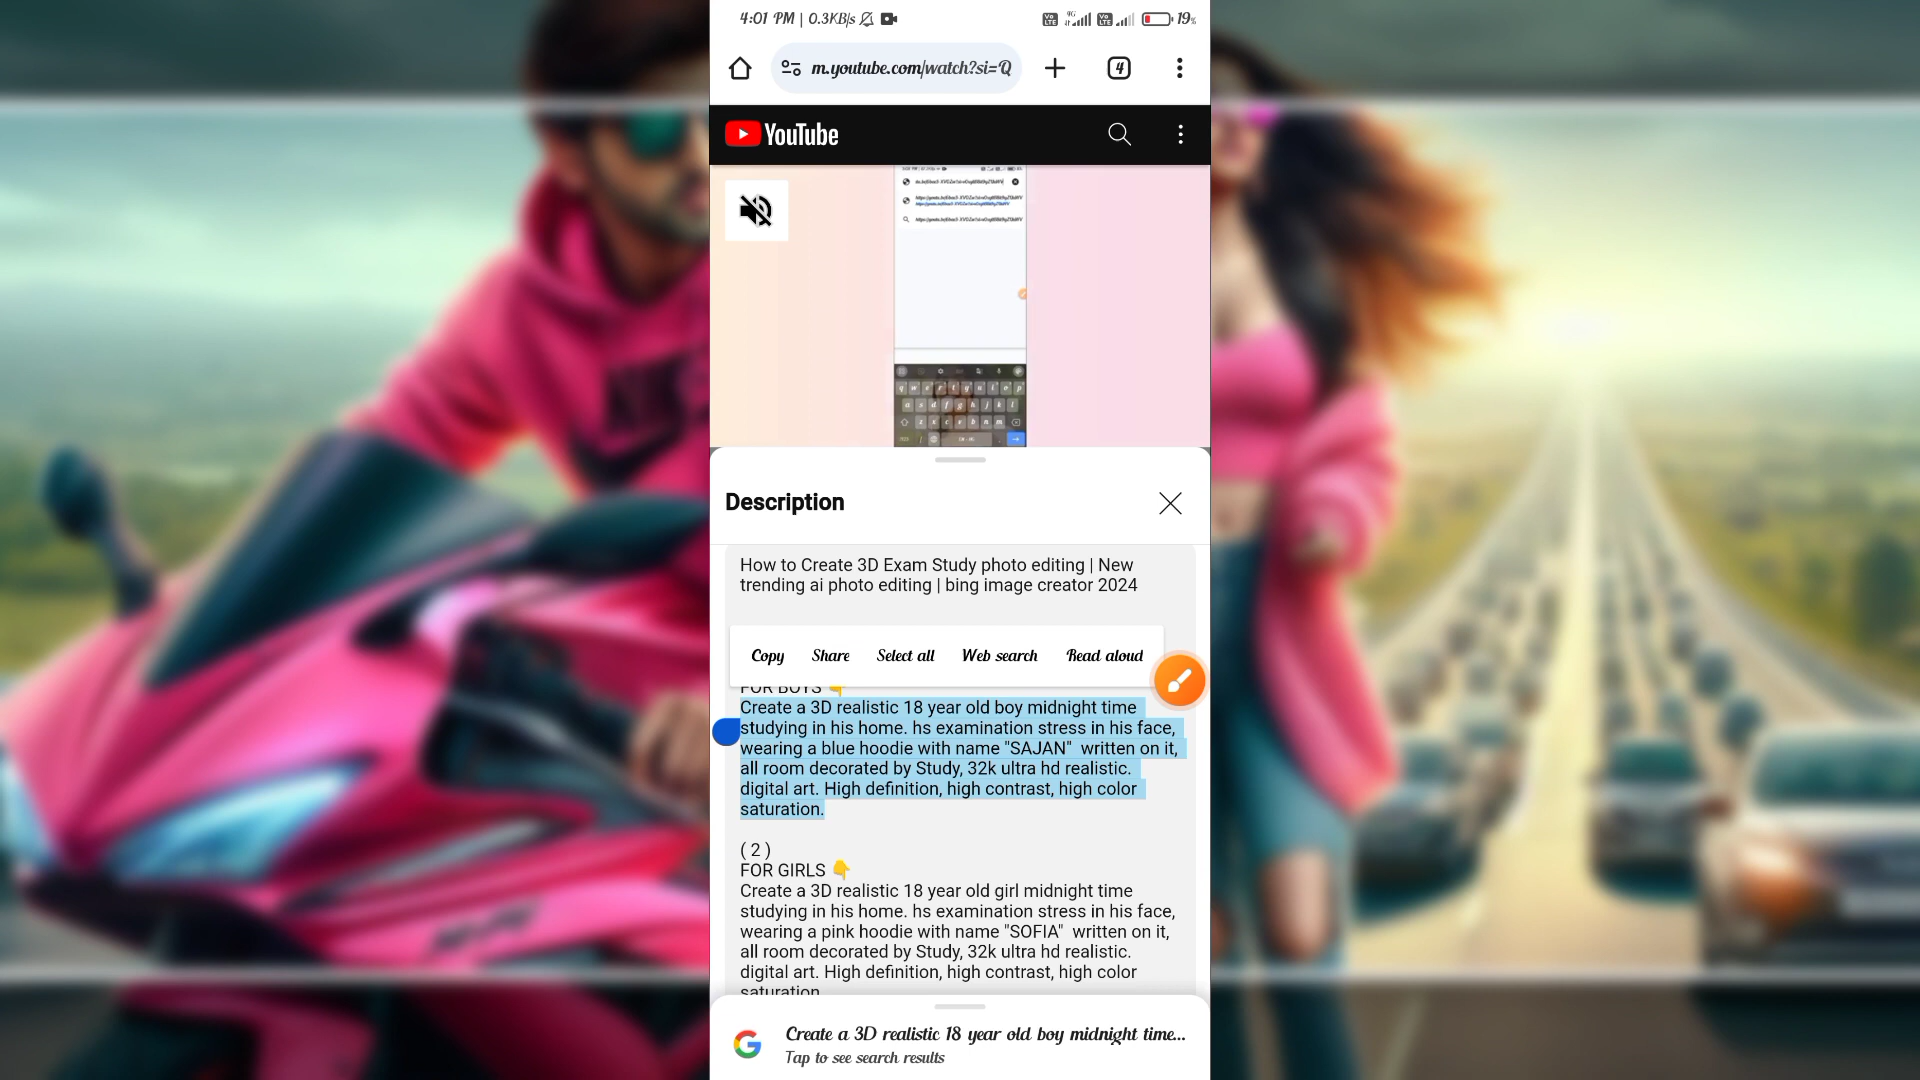 4:01 PM | 0.3KB/s
19%
m.youtube.com/watch?si=Q
4
YouTube
Description
How to Create 3D Exam Study photo editing | New
trending ai photo editing | bing image creator 2024
Copy Share Select all Web search Read aloud
FOR BOYS 👇
Create a 3D realistic 18 year old boy midnight time
studying in his home. hs examination stress in his face,
wearing a blue hoodie with name "SAJAN" written on it,
all room decorated by Study, 32k ultra hd realistic.
digital art. High definition, high contrast, high color
saturation.
( 2 )
FOR GIRLS 👇
Create a 3D realistic 18 year old girl midnight time
studying in his home. hs examination stress in his face,
wearing a pink hoodie with name "SOFIA" written on it,
all room decorated by Study, 32k ultra hd realistic.
digital art. High definition, high contrast, high color
saturation
Create a 3D realistic 18 year old boy midnight time...
Tap to see search results